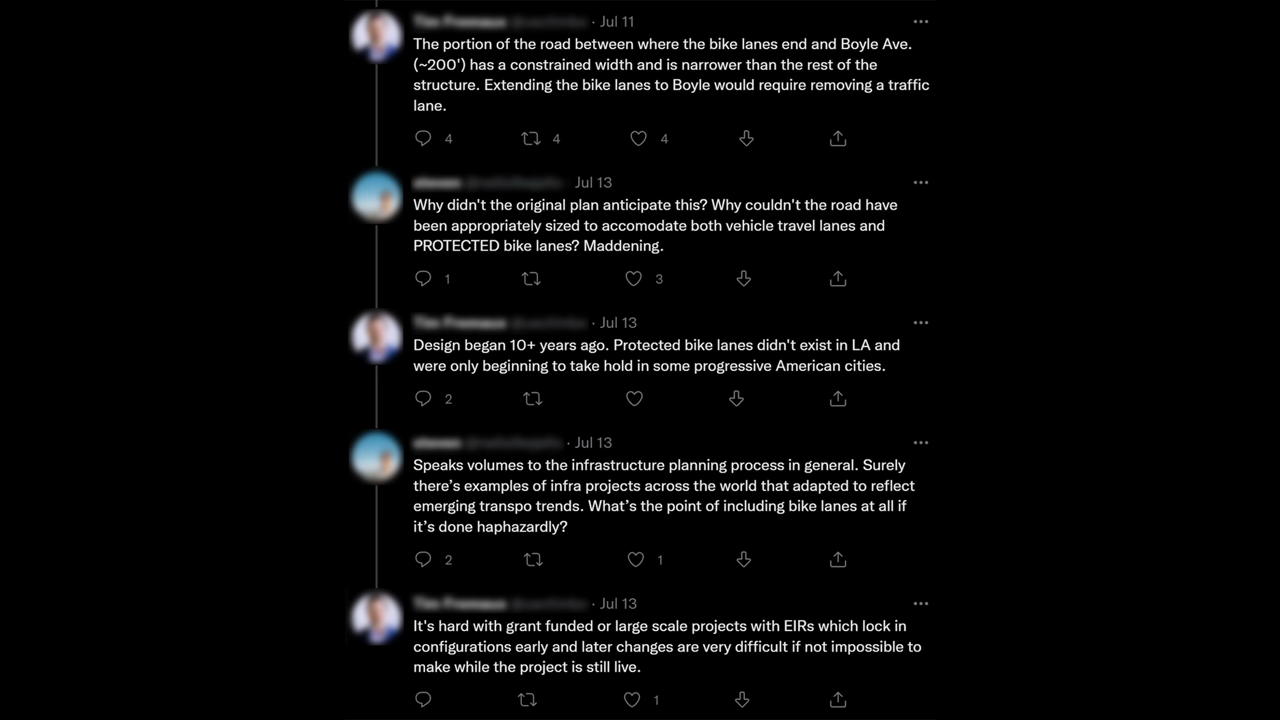 · Jul 11
The portion of the road between where the bike lanes end and Boyle Ave.
(~200') has a constrained width and is narrower than the rest of the
structure. Extending the bike lanes to Boyle would require removing a traffic
lane.
4 4 4
· Jul 13
Why didn't the original plan anticipate this? Why couldn't the road have
been appropriately sized to accomodate both vehicle travel lanes and
PROTECTED bike lanes? Maddening.
1 3
· Jul 13
Design began 10+ years ago. Protected bike lanes didn't exist in LA and
were only beginning to take hold in some progressive American cities.
2
· Jul 13
Speaks volumes to the infrastructure planning process in general. Surely
there’s examples of infra projects across the world that adapted to reflect
emerging transpo trends. What’s the point of including bike lanes at all if
it’s done haphazardly?
2 1
· Jul 13
It's hard with grant funded or large scale projects with EIRs which lock in
configurations early and later changes are very difficult if not impossible to
make while the project is still live.
1